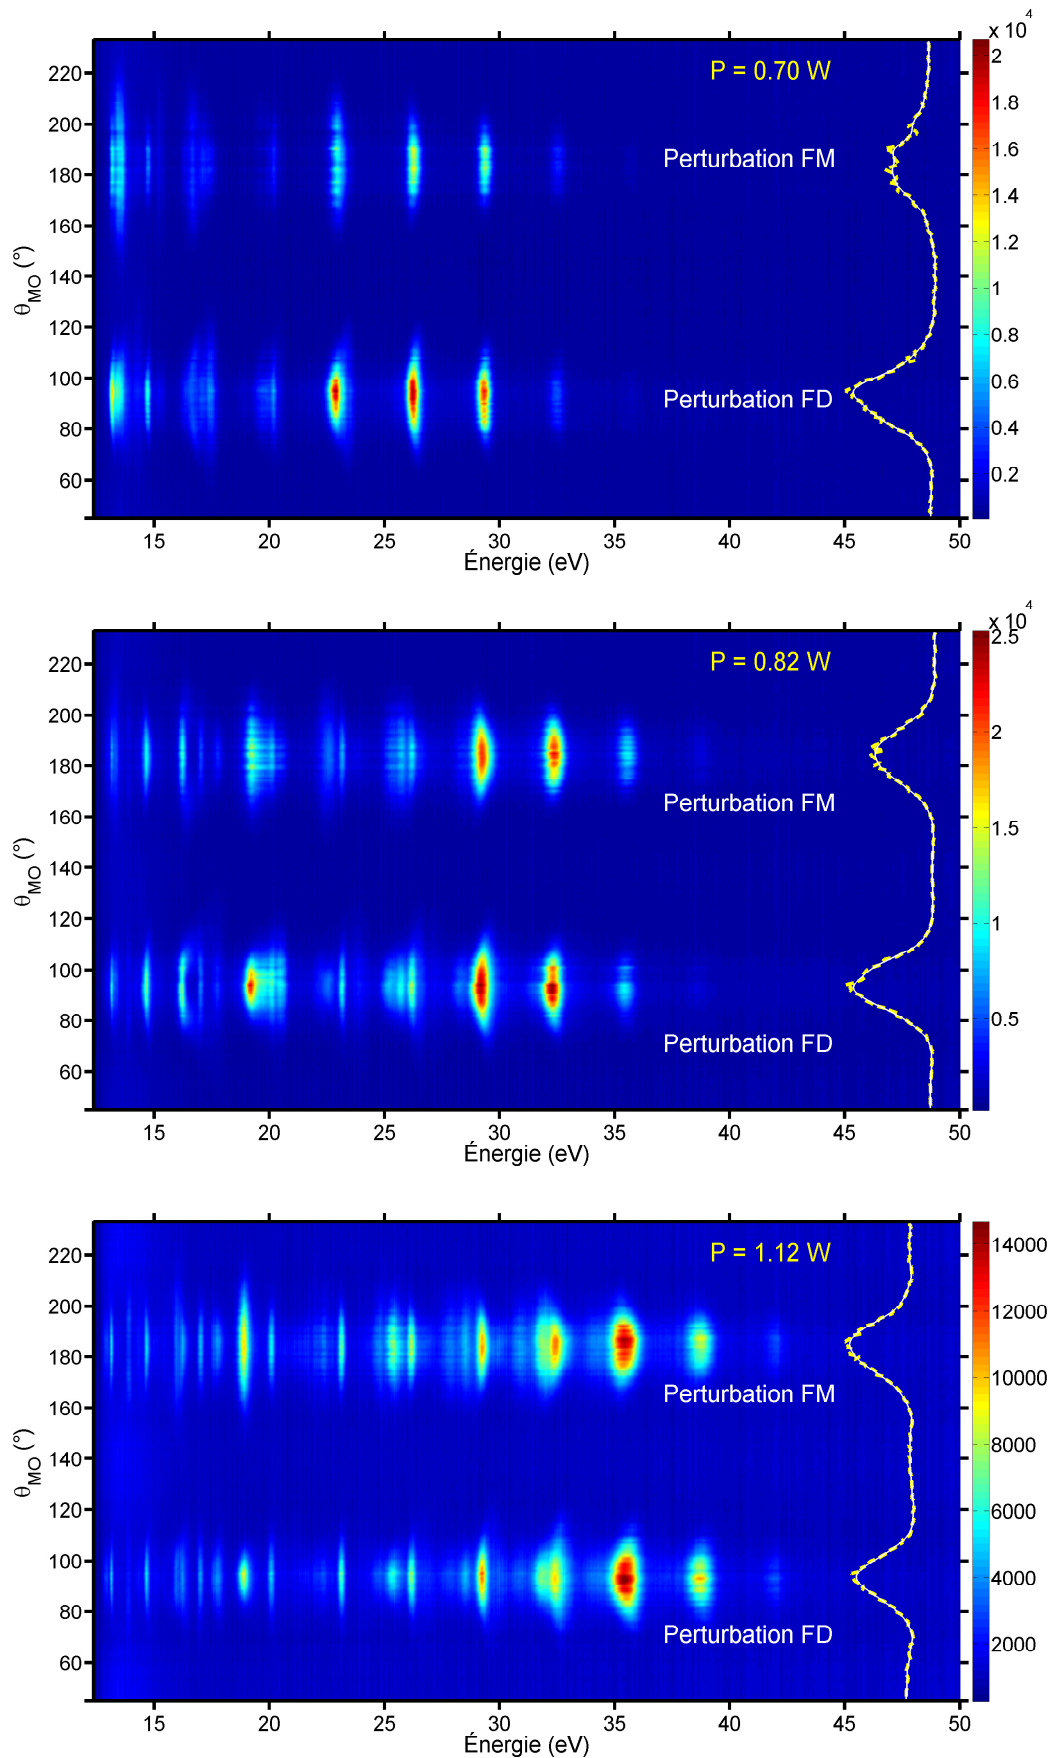 x 10⁴
P = 0.70 W
Perturbation FM
Perturbation FD
θMO (°)
220
200
180
160
140
120
100
80
60
15 20 25 30 35 40 45 50
Énergie (eV)
2
1.8
1.6
1.4
1.2
1
0.8
0.6
0.4
0.2
x 10⁴
P = 0.82 W
Perturbation FM
Perturbation FD
θMO (°)
220
200
180
160
140
120
100
80
60
15 20 25 30 35 40 45 50
Énergie (eV)
2.5
2
1.5
1
0.5
P = 1.12 W
Perturbation FM
Perturbation FD
θMO (°)
220
200
180
160
140
120
100
80
60
15 20 25 30 35 40 45 50
Énergie (eV)
14000
12000
10000
8000
6000
4000
2000